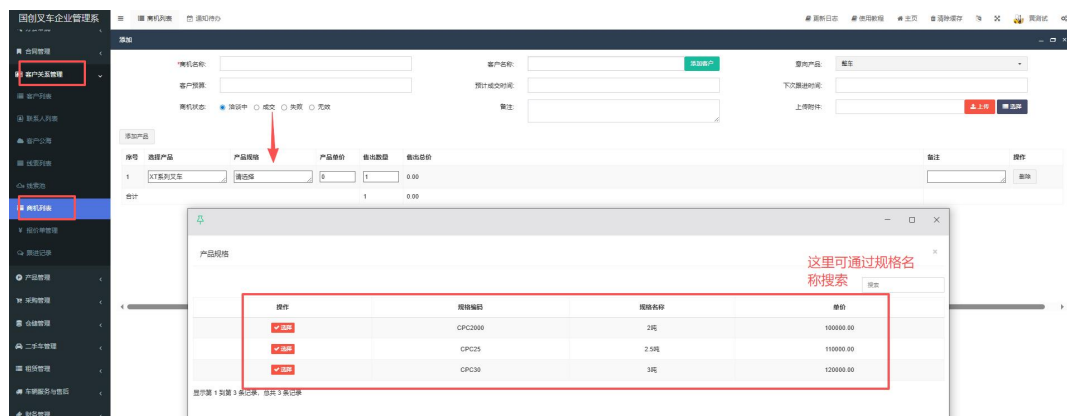 国创叉车企业管理系
商机列表
通知待办
更新日志
使用教程
主页
清除缓存
合同管理
客户关系管理
客户列表
联系人列表
客户公海
线索列表
线索池
商机列表
¥ 报价单管理
跟进记录
产品管理
采购管理
仓储管理
二手车管理
租赁管理
车辆服务与售后
财务管理
添加
*商机名称:
客户名称:
添加客户
意向产品:
整车
客户预算:
预计成交时间:
下次跟进时间:
商机状态:
洽谈中 成交 失败 无效
备注:
上传附件:
上传
选择
添加产品
序号 选择产品 产品规格 产品单价 售出数量 售出总价 备注 操作
1 XT系列叉车 请选择 0 1 0.00 删除
合计 1 0.00
产品规格
这里可通过规格名
称搜索
搜索
操作 规格编码 规格名称 单价
选择 CPC2000 2吨 100000.00
选择 CPC25 2.5吨 110000.00
选择 CPC30 3吨 120000.00
显示第 1 到第 3 条记录，总共 3 条记录